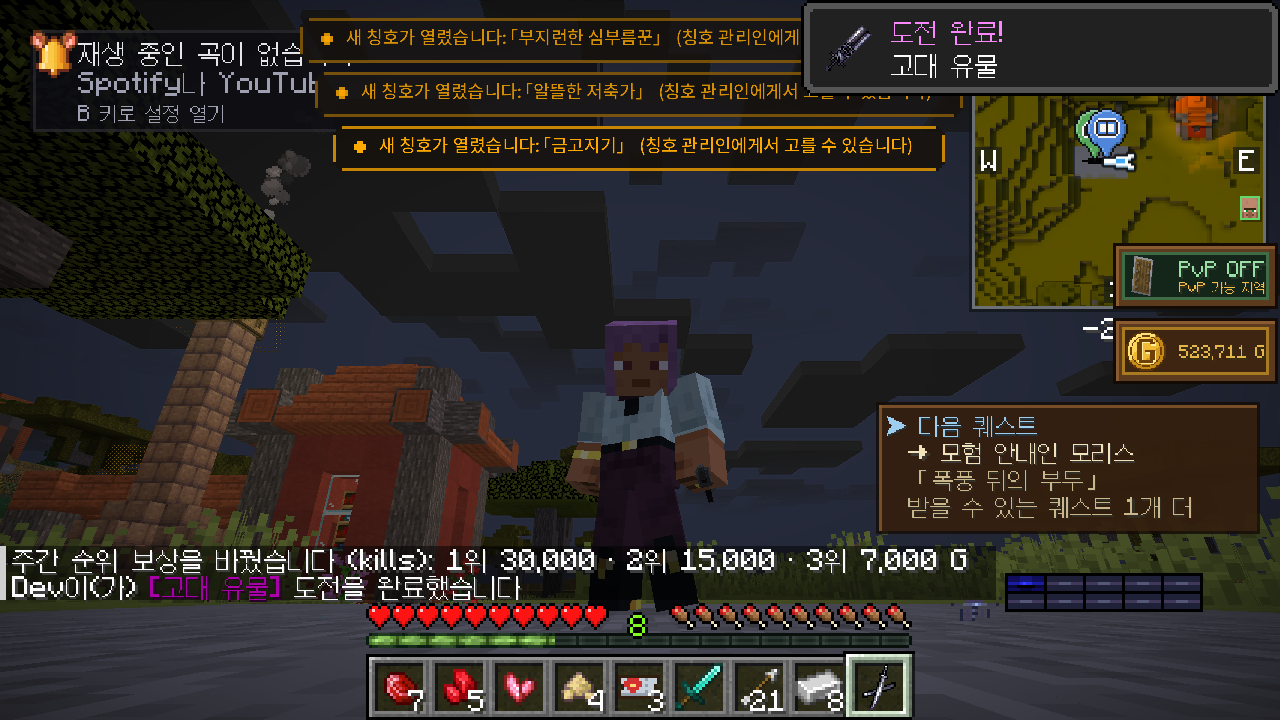 재생 중인 곡이 없습
Spotify나 YouTub
B 키로 설정 열기
새 칭호가 열렸습니다: 「부지런한 심부름꾼」 (칭호 관리인에게
새 칭호가 열렸습니다: 「알뜰한 저축가」 (칭호 관리인에게서 고를 수 있습니다)
새 칭호가 열렸습니다: 「금고지기」 (칭호 관리인에게서 고를 수 있습니다)
도전 완료!
고대 유물
W
E
PvP OFF
PvP 가능 지역
-2
523,711 G
➤ 다음 퀘스트
→ 모험 안내인 모리스
「폭풍 뒤의 부두」
받을 수 있는 퀘스트 1개 더
주간 순위 보상을 바꿨습니다 (kills): 1위 30,000 · 2위 15,000 · 3위 7,000 G
Dev이(가) [고대 유물] 도전을 완료했습니다
8
7
5
4
3
21
8